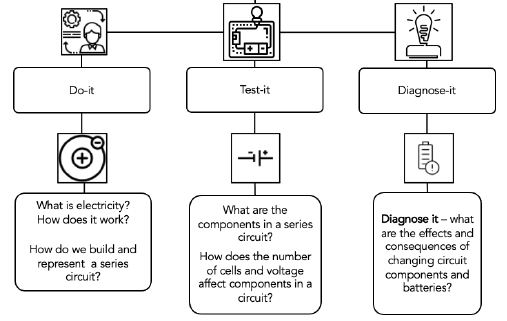 Do-it
Test-it
Diagnose-it
What is electricity?
How does it work?
How do we build and
represent a series
circuit?
What are the
components in a series
circuit?
How does the number
of cells and voltage
affect components in a
circuit?
Diagnose it – what
are the effects and
consequences of
changing circuit
components and
batteries?